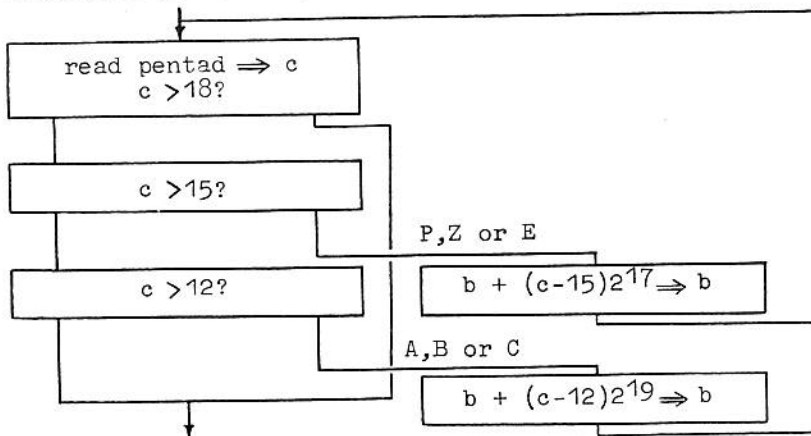 read pentad ⇒ c
c >18?
c >15?
P,Z or E
c >12?
b + (c-15)2¹⁷⇒ b
A,B or C
b + (c-12)2¹⁹⇒ b